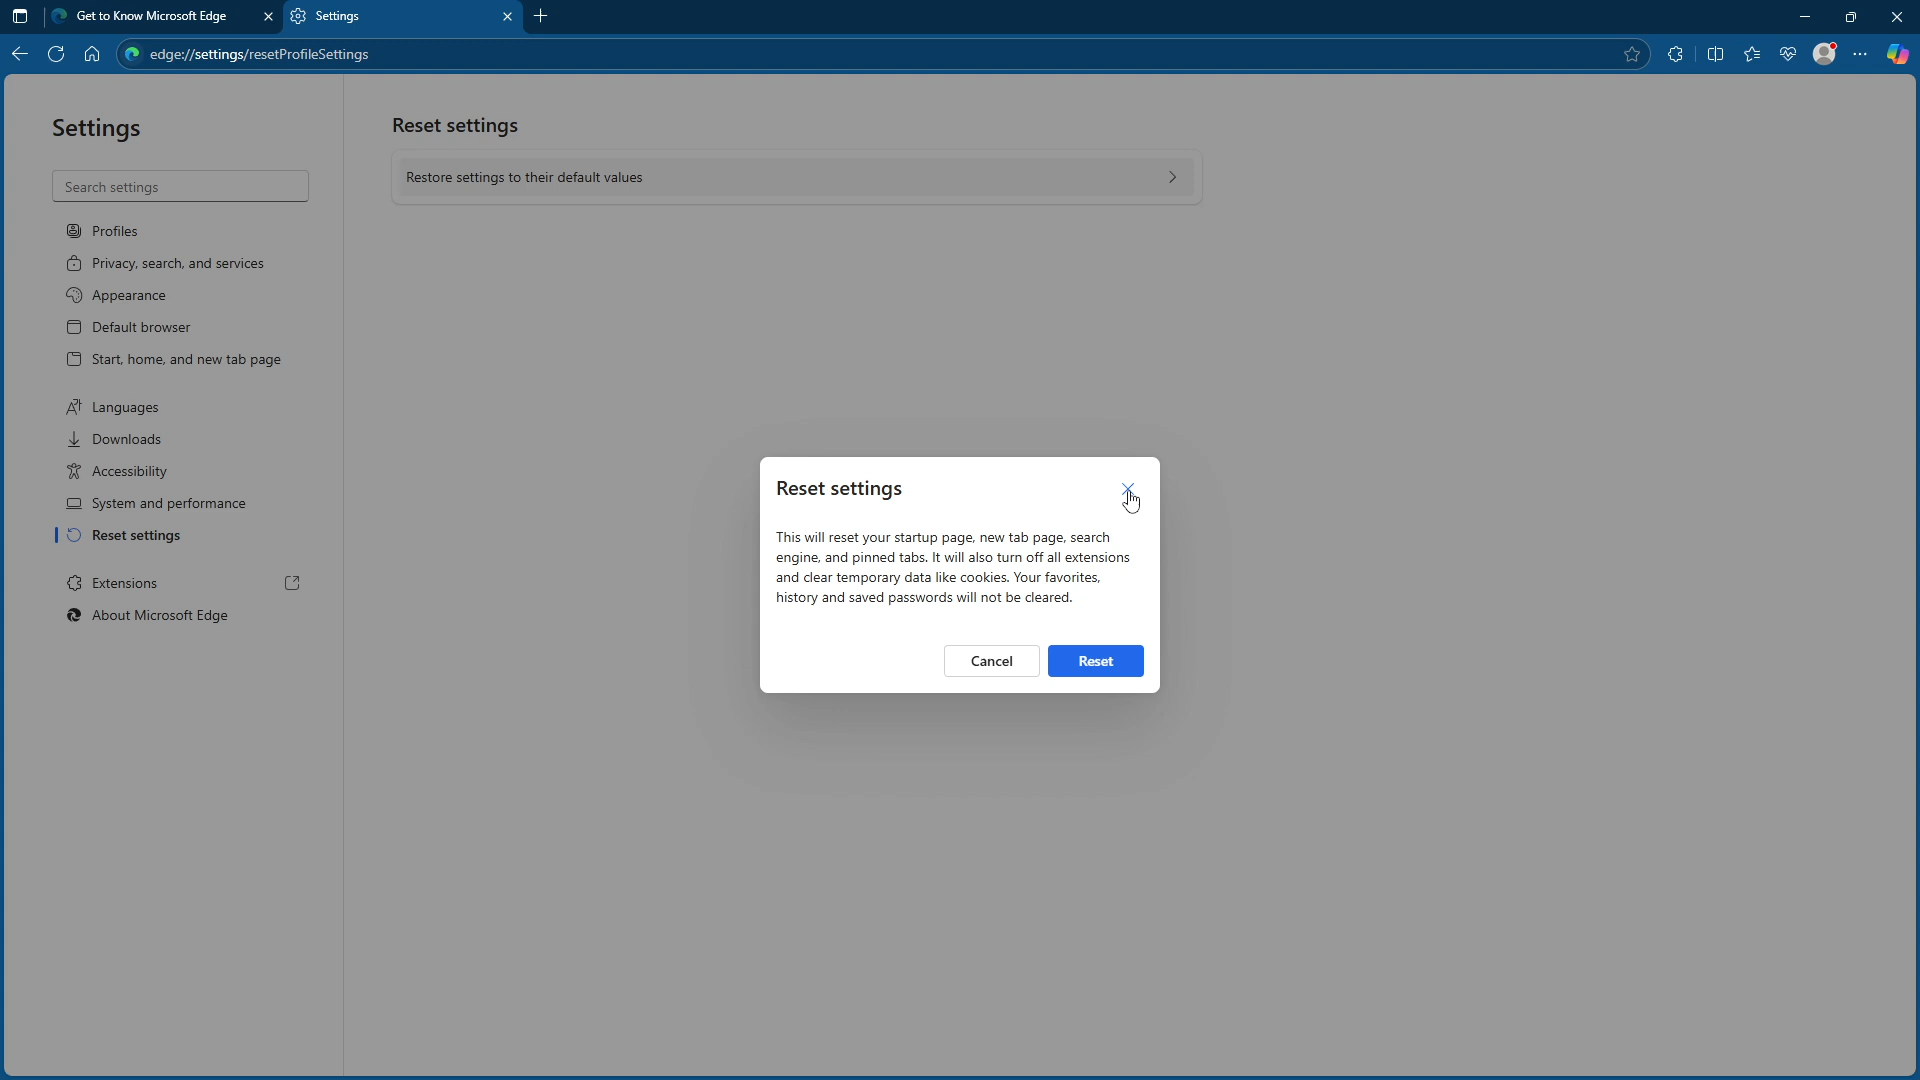 Get to Know Microsoft Edge
Settings
edge://settings/resetProfileSettings
Settings
Search settings
Profiles
Privacy, search, and services
Appearance
Default browser
Start, home, and new tab page
Languages
Downloads
Accessibility
System and performance
Reset settings
Extensions
About Microsoft Edge
Reset settings
Restore settings to their default values
Reset settings
This will reset your startup page, new tab page, search
engine, and pinned tabs. It will also turn off all extensions
and clear temporary data like cookies. Your favorites,
history and saved passwords will not be cleared.
Cancel
Reset